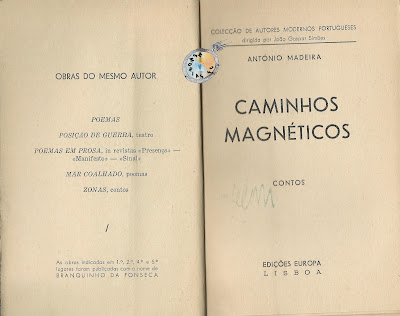 OBRAS DO MESMO AUTOR
POEMAS
POSIÇÃO DE GUERRA, teatro
POEMAS EM PROSA, in revistas «Presença» —
«Manifesto» — «Sinal»
MAR COALHADO, poemas
ZONAS, contos
As obras indicadas em 1.º, 2.º, 4.º e 5.º
lugares foram publicadas com o nome de
BRANQUINHO DA FONSECA
COLECÇÃO DE AUTORES MODERNOS PORTUGUESES
dirigida por João Gaspar Simões
ANTÓNIO MADEIRA
CAMINHOS
MAGNÉTICOS
CONTOS
EDIÇÕES EUROPA
LISBOA